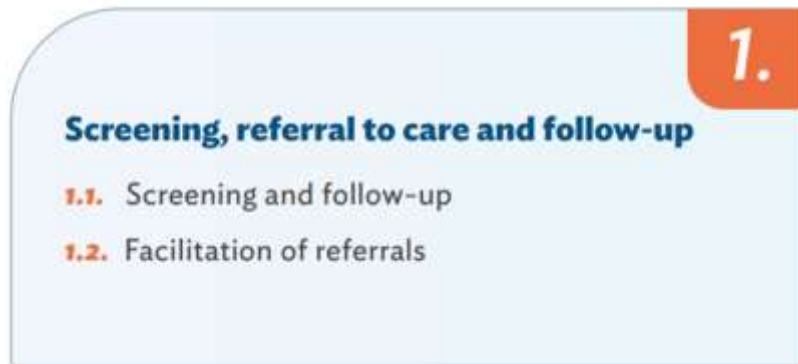 1.
Screening, referral to care and follow-up
1.1. Screening and follow-up
1.2. Facilitation of referrals